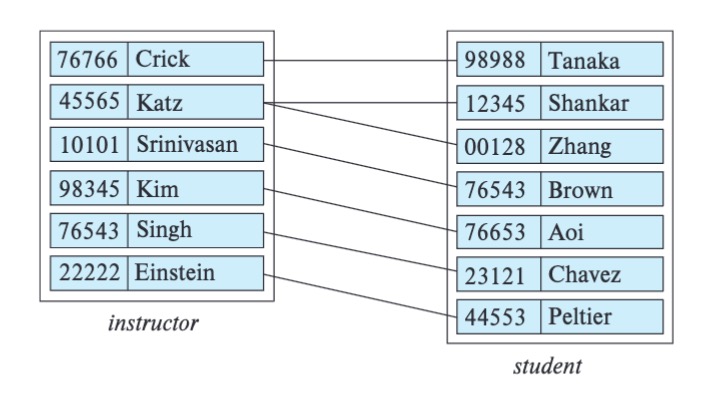 76766 Crick
45565 Katz
10101 Srinivasan
98345 Kim
76543 Singh
22222 Einstein
instructor
98988 Tanaka
12345 Shankar
00128 Zhang
76543 Brown
76653 Aoi
23121 Chavez
44553 Peltier
student